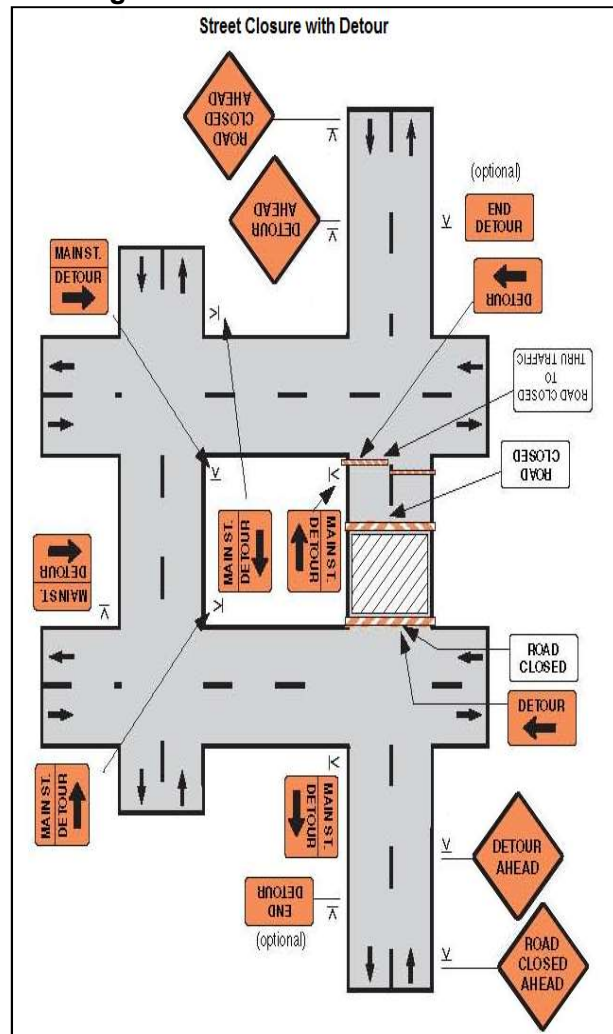 Street Closure with Detour
ROAD
CLOSED
AHEAD
DETOUR
AHEAD
(optional)
END
DETOUR
MAIN ST.
DETOUR
DETOUR
ROAD CLOSED
TO
THRU TRAFFIC
ROAD
CLOSED
MAIN ST.
DETOUR
MAIN ST.
DETOUR
MAIN ST.
DETOUR
ROAD
CLOSED
DETOUR
MAIN ST.
DETOUR
MAIN ST.
DETOUR
DETOUR
AHEAD
END
DETOUR
(optional)
ROAD
CLOSED
AHEAD